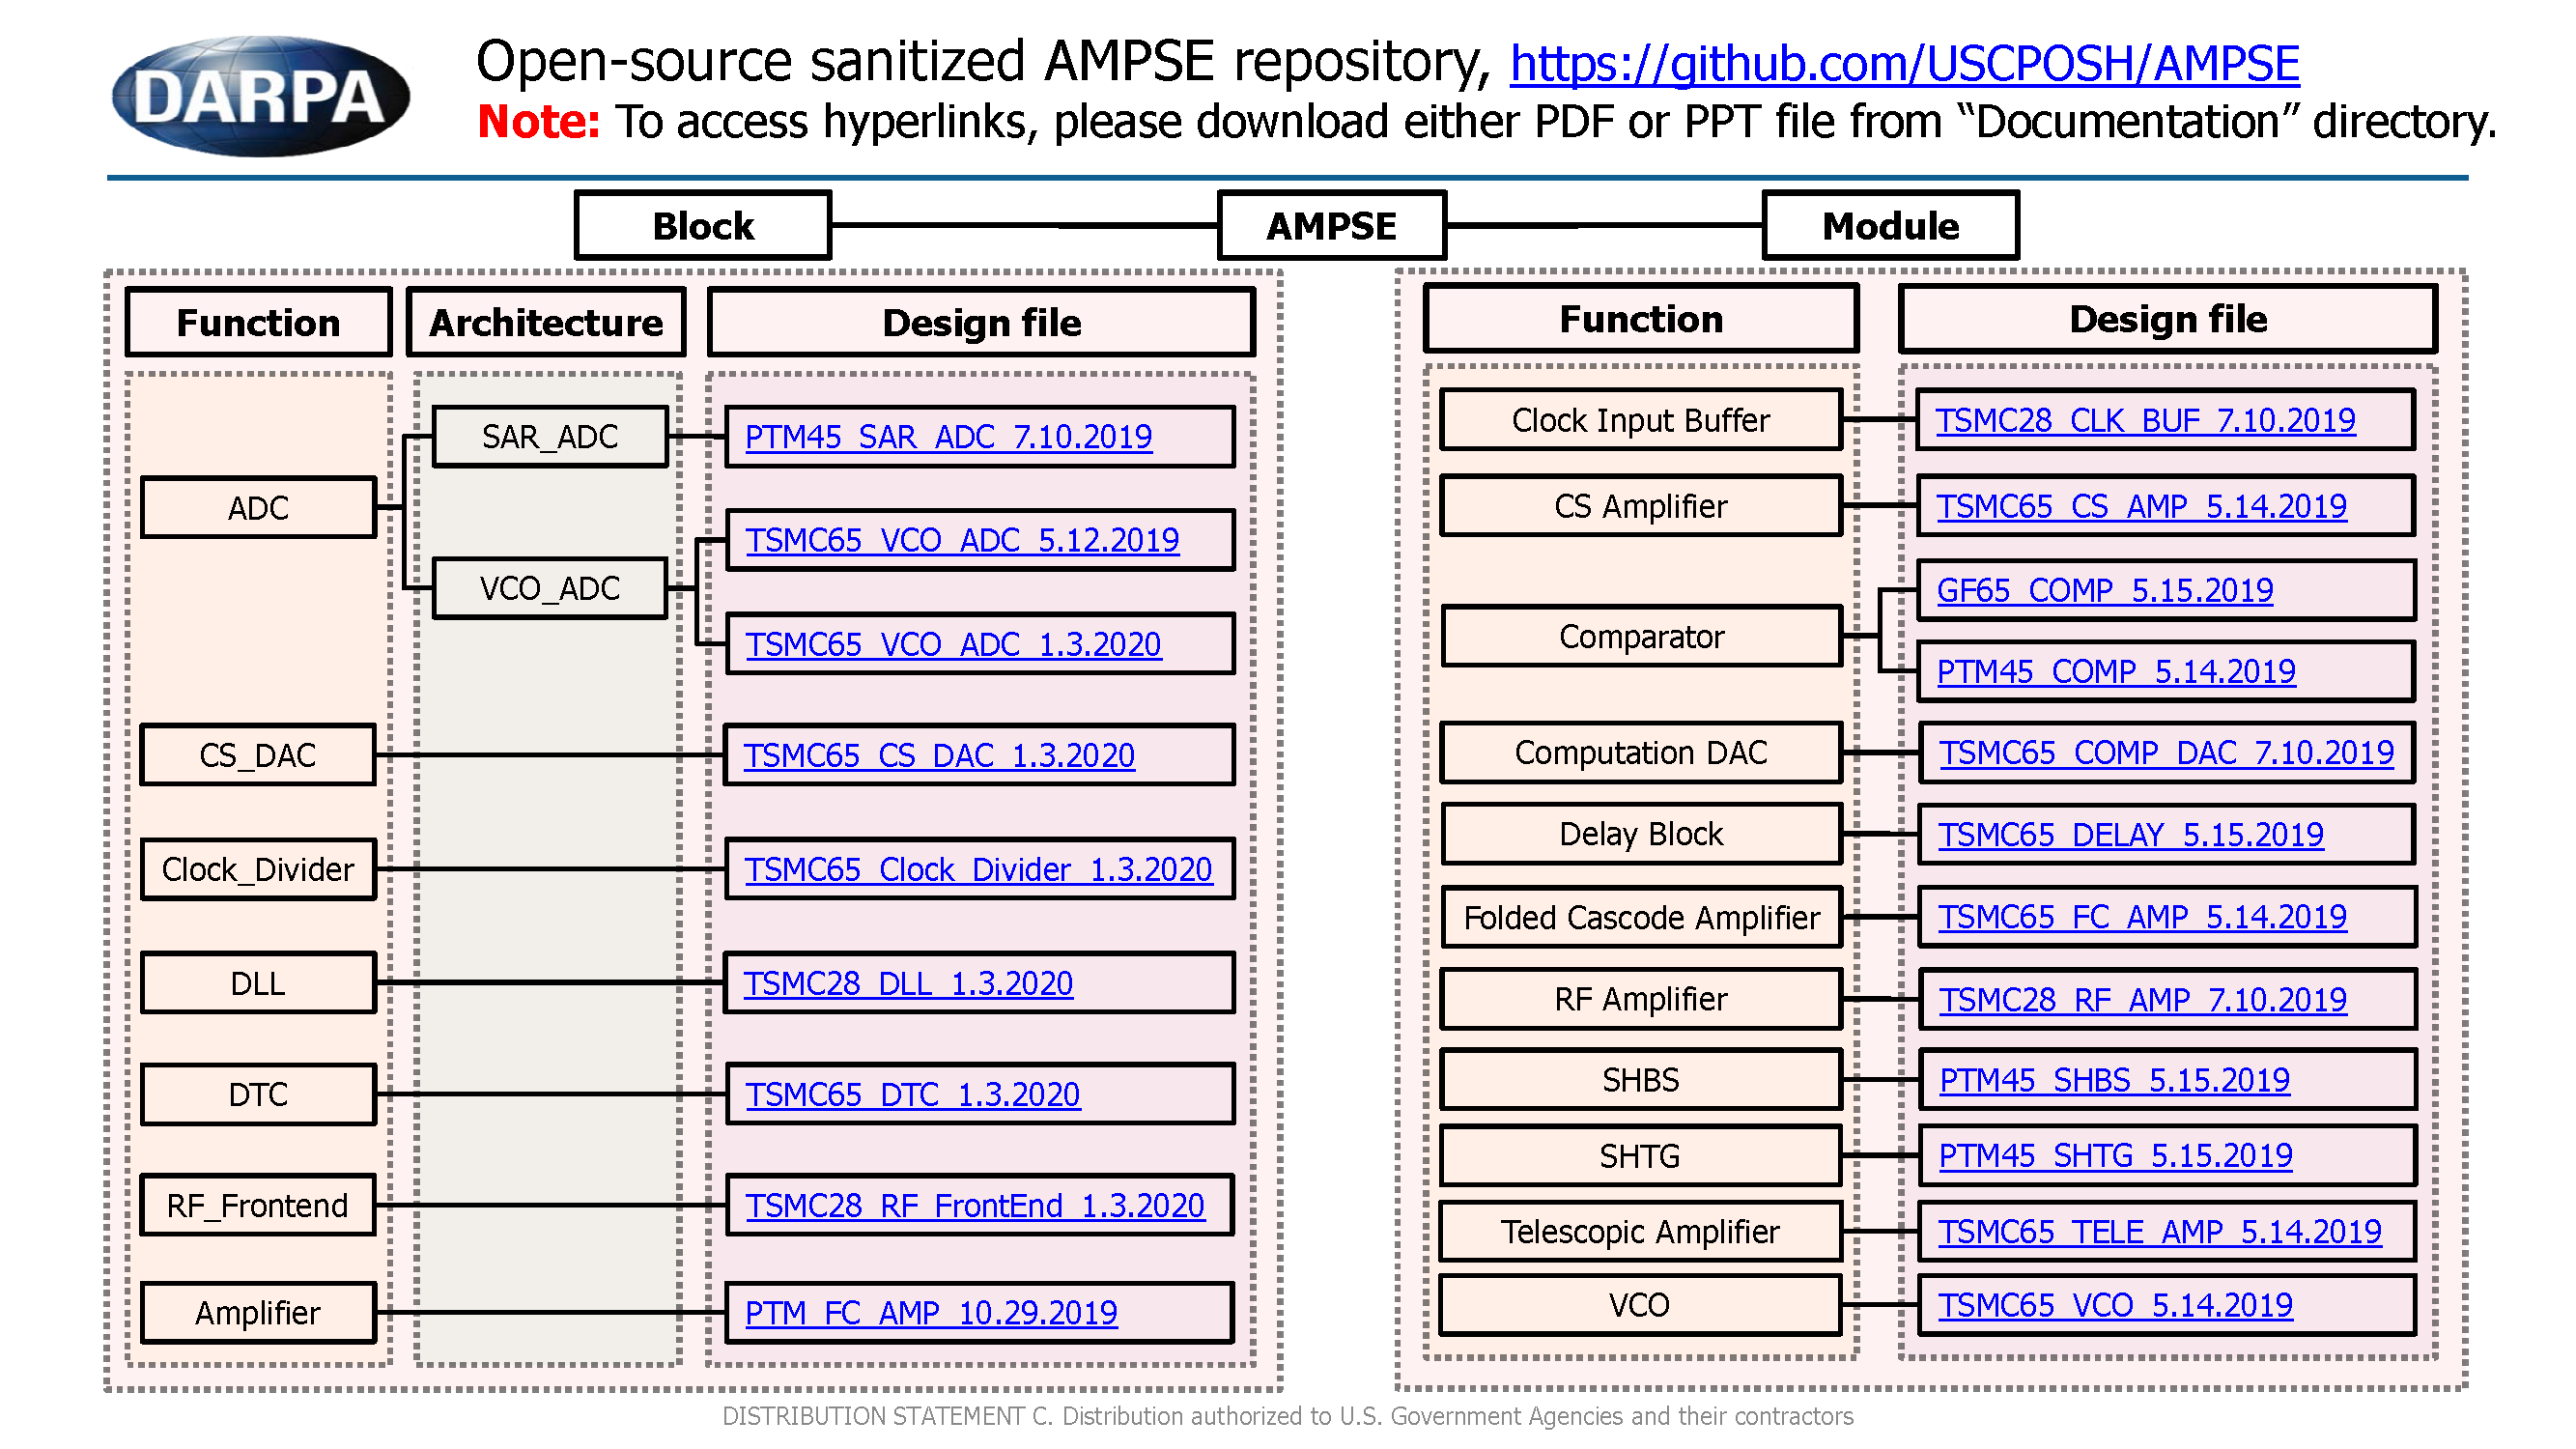 DARPA
Open-source sanitized AMPSE repository, https://github.com/USCPOSH/AMPSE
Note: To access hyperlinks, please download either PDF or PPT file from “Documentation” directory.
Block
AMPSE
Module
Function
Architecture
Design file
ADC
SAR_ADC
PTM45_SAR_ADC_7.10.2019
VCO_ADC
TSMC65_VCO_ADC_5.12.2019
TSMC65_VCO_ADC_1.3.2020
CS_DAC
TSMC65_CS_DAC_1.3.2020
Clock_Divider
TSMC65_Clock_Divider_1.3.2020
DLL
TSMC28_DLL_1.3.2020
DTC
TSMC65_DTC_1.3.2020
RF_Frontend
TSMC28_RF_FrontEnd_1.3.2020
Amplifier
PTM_FC_AMP_10.29.2019
Function
Design file
Clock Input Buffer
TSMC28_CLK_BUF_7.10.2019
CS Amplifier
TSMC65_CS_AMP_5.14.2019
Comparator
GF65_COMP_5.15.2019
PTM45_COMP_5.14.2019
Computation DAC
TSMC65_COMP_DAC_7.10.2019
Delay Block
TSMC65_DELAY_5.15.2019
Folded Cascode Amplifier
TSMC65_FC_AMP_5.14.2019
RF Amplifier
TSMC28_RF_AMP_7.10.2019
SHBS
PTM45_SHBS_5.15.2019
SHTG
PTM45_SHTG_5.15.2019
Telescopic Amplifier
TSMC65_TELE_AMP_5.14.2019
VCO
TSMC65_VCO_5.14.2019
DISTRIBUTION STATEMENT C. Distribution authorized to U.S. Government Agencies and their contractors